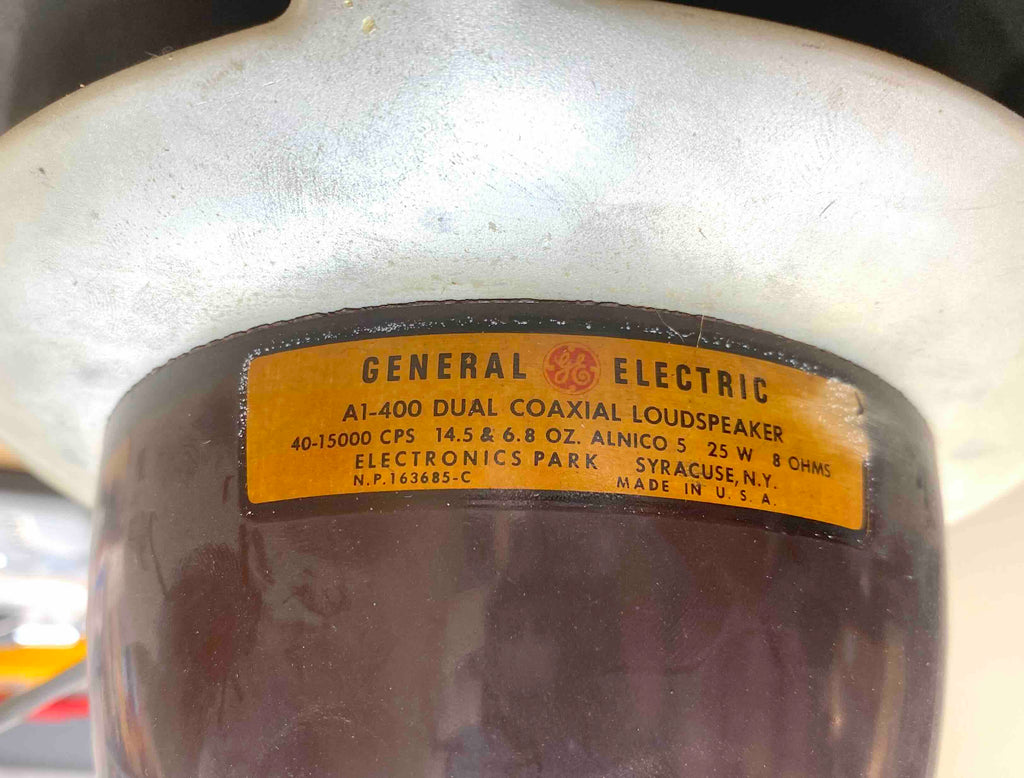 GENERAL GE ELECTRIC
A1-400 DUAL COAXIAL LOUDSPEAKER
40-15000 CPS 14.5 & 6.8 OZ. ALNICO 5 25 W 8 OHMS
ELECTRONICS PARK SYRACUSE, N.Y.
N.P. 163685-C MADE IN U.S.A.